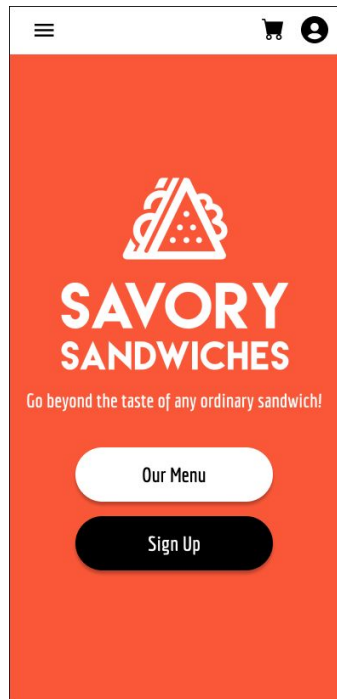 SAVORY
SANDWICHES
Go beyond the taste of any ordinary sandwich!
Our Menu
Sign Up